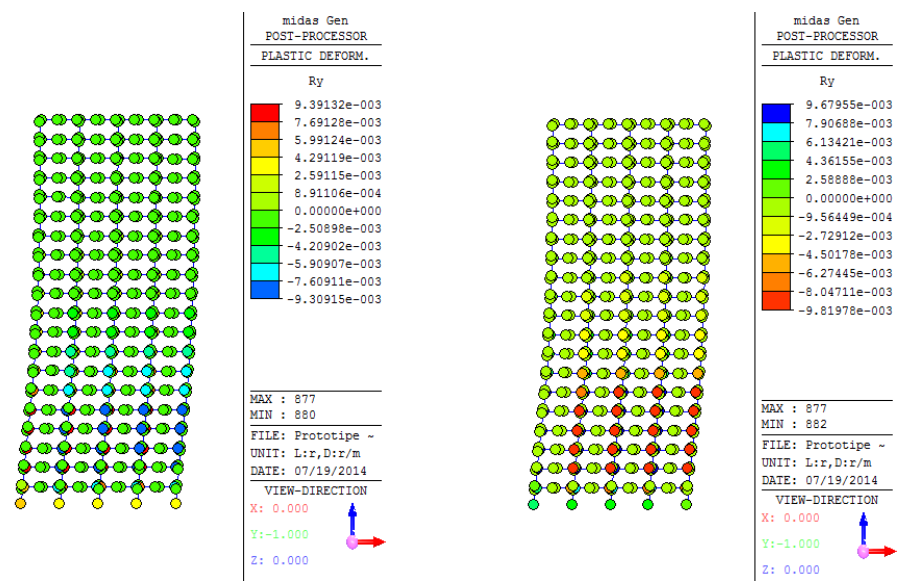 midas Gen
POST-PROCESSOR
PLASTIC DEFORM.
Ry
9.39132e-003
7.69128e-003
5.99124e-003
4.29119e-003
2.59115e-003
8.91106e-004
0.00000e+000
-2.50898e-003
-4.20902e-003
-5.90907e-003
-7.60911e-003
-9.30915e-003
MAX : 877
MIN : 880
FILE: Prototipe ~
UNIT: L:r,D:r/m
DATE: 07/19/2014
VIEW-DIRECTION
X: 0.000
Y:-1.000
Z: 0.000
midas Gen
POST-PROCESSOR
PLASTIC DEFORM.
Ry
9.67955e-003
7.90688e-003
6.13421e-003
4.36155e-003
2.58888e-003
0.00000e+000
-9.56449e-004
-2.72912e-003
-4.50178e-003
-6.27445e-003
-8.04711e-003
-9.81978e-003
MAX : 877
MIN : 882
FILE: Prototipe ~
UNIT: L:r,D:r/m
DATE: 07/19/2014
VIEW-DIRECTION
X: 0.000
Y:-1.000
Z: 0.000